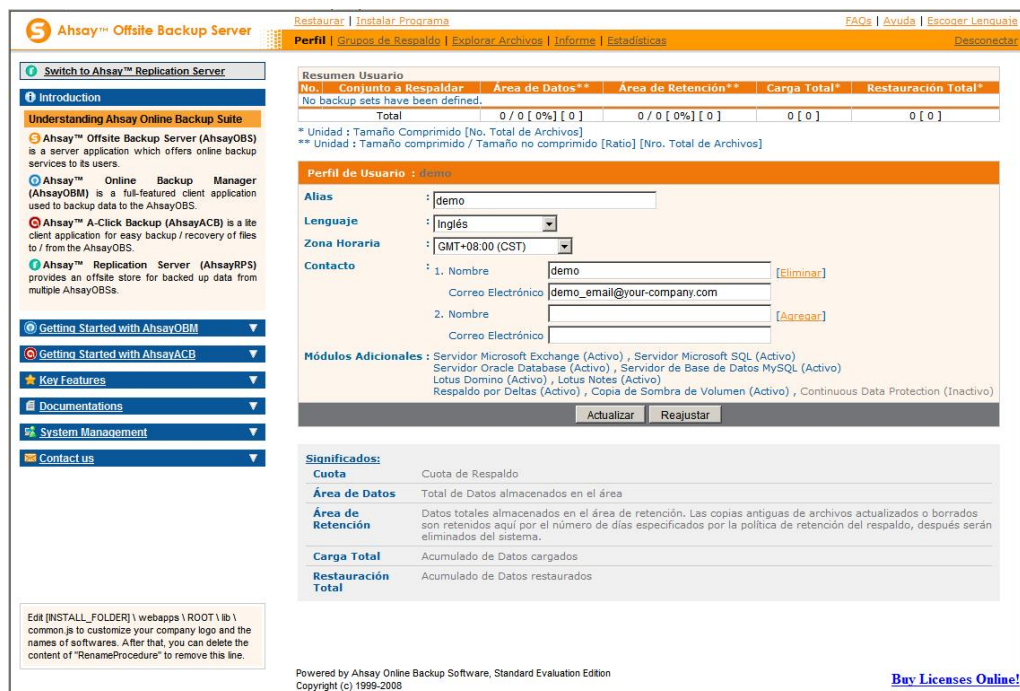 Ahsay™ Offsite Backup Server
Restaurar | Instalar Programa
FAQs | Ayuda | Escoger Lenguaje
Perfil | Grupos de Respaldo | Explorar Archivos | Informe | Estadísticas
Desconectar
Switch to Ahsay™ Replication Server
Introduction
Understanding Ahsay Online Backup Suite
Ahsay™ Offsite Backup Server (AhsayOBS)
is a server application which offers online backup
services to its users.
Ahsay™ Online Backup Manager
(AhsayOBM) is a full-featured client application
used to backup data to the AhsayOBS.
Ahsay™ A-Click Backup (AhsayACB) is a lite
client application for easy backup / recovery of files
to / from the AhsayOBS.
Ahsay™ Replication Server (AhsayRPS)
provides an offsite store for backed up data from
multiple AhsayOBSs.
Getting Started with AhsayOBM
Getting Started with AhsayACB
Key Features
Documentations
System Management
Contact us
Edit [INSTALL_FOLDER] \ webapps \ ROOT \ lib \
common.js to customize your company logo and the
names of softwares. After that, you can delete the
content of "RenameProcedure" to remove this line.
Resumen Usuario
No. Conjunto a Respaldar Área de Datos** Área de Retención** Carga Total* Restauración Total*
No backup sets have been defined.
Total 0 / 0 [ 0%] [ 0 ] 0 / 0 [ 0%] [ 0 ] 0 [ 0 ] 0 [ 0 ]
* Unidad : Tamaño Comprimido [No. Total de Archivos]
** Unidad : Tamaño comprimido / Tamaño no comprimido [Ratio] [Nro. Total de Archivos]
Perfil de Usuario : demo
Alias : demo
Lenguaje : Inglés
Zona Horaria : GMT+08:00 (CST)
Contacto : 1. Nombre demo [Eliminar]
Correo Electrónico demo_email@your-company.com
2. Nombre [Agregar]
Correo Electrónico
Módulos Adicionales : Servidor Microsoft Exchange (Activo) , Servidor Microsoft SQL (Activo)
Servidor Oracle Database (Activo) , Servidor de Base de Datos MySQL (Activo)
Lotus Domino (Activo) , Lotus Notes (Activo)
Respaldo por Deltas (Activo) , Copia de Sombra de Volumen (Activo) , Continuous Data Protection (Inactivo)
Actualizar Reajustar
Significados:
Cuota Cuota de Respaldo
Área de Datos Total de Datos almacenados en el área
Área de Datos totales almacenados en el área de retención. Las copias antiguas de archivos actualizados o borrados
Retención son retenidos aquí por el número de días especificados por la política de retención del respaldo, después serán
eliminados del sistema.
Carga Total Acumulado de Datos cargados
Restauración Acumulado de Datos restaurados
Total
Powered by Ahsay Online Backup Software, Standard Evaluation Edition
Copyright (c) 1999-2008
Buy Licenses Online!